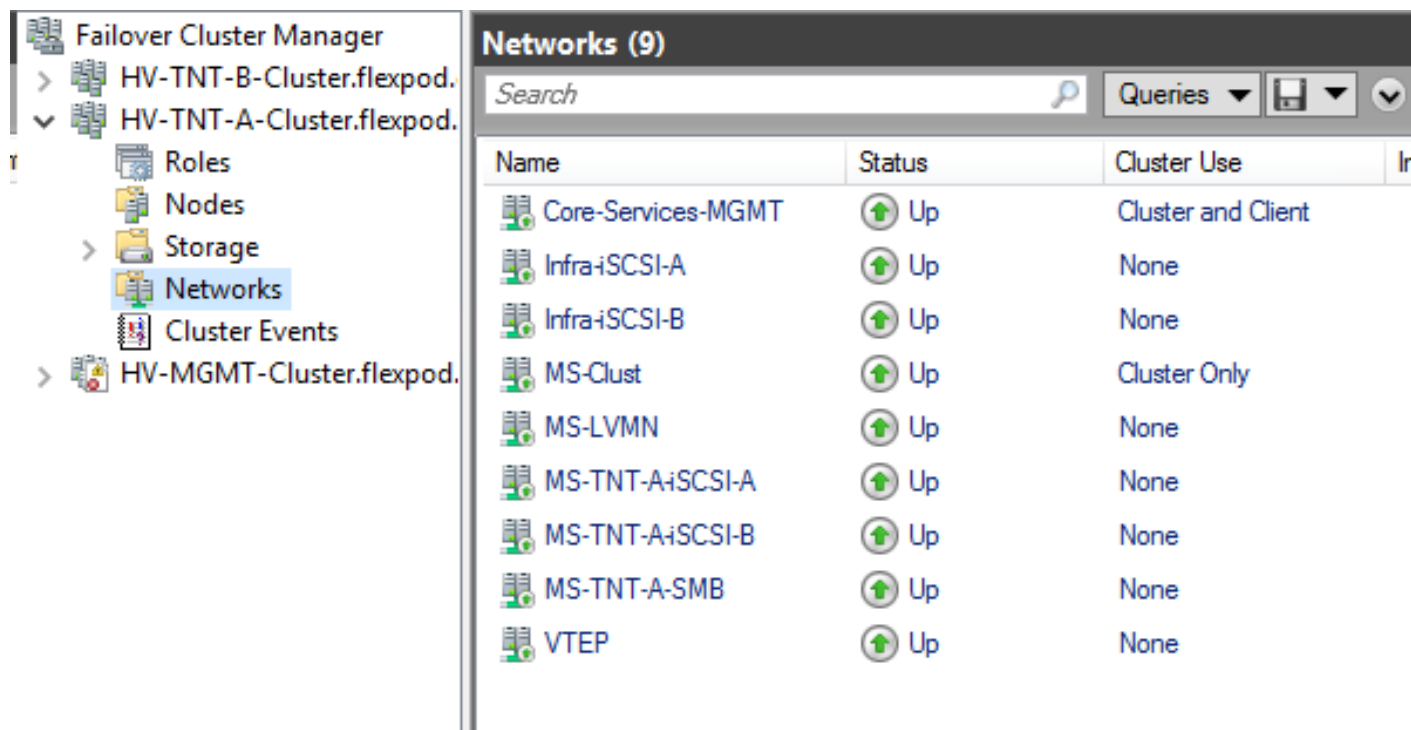 Failover Cluster Manager
HV-TNT-B-Cluster.flexpod.
HV-TNT-A-Cluster.flexpod.
Roles
Nodes
Storage
Networks
Cluster Events
HV-MGMT-Cluster.flexpod.
Networks (9)
Search Queries
Name Status Cluster Use
Core-Services-MGMT Up Cluster and Client
Infra-iSCSI-A Up None
Infra-iSCSI-B Up None
MS-Clust Up Cluster Only
MS-LVMN Up None
MS-TNT-A-iSCSI-A Up None
MS-TNT-A-iSCSI-B Up None
MS-TNT-A-SMB Up None
VTEP Up None